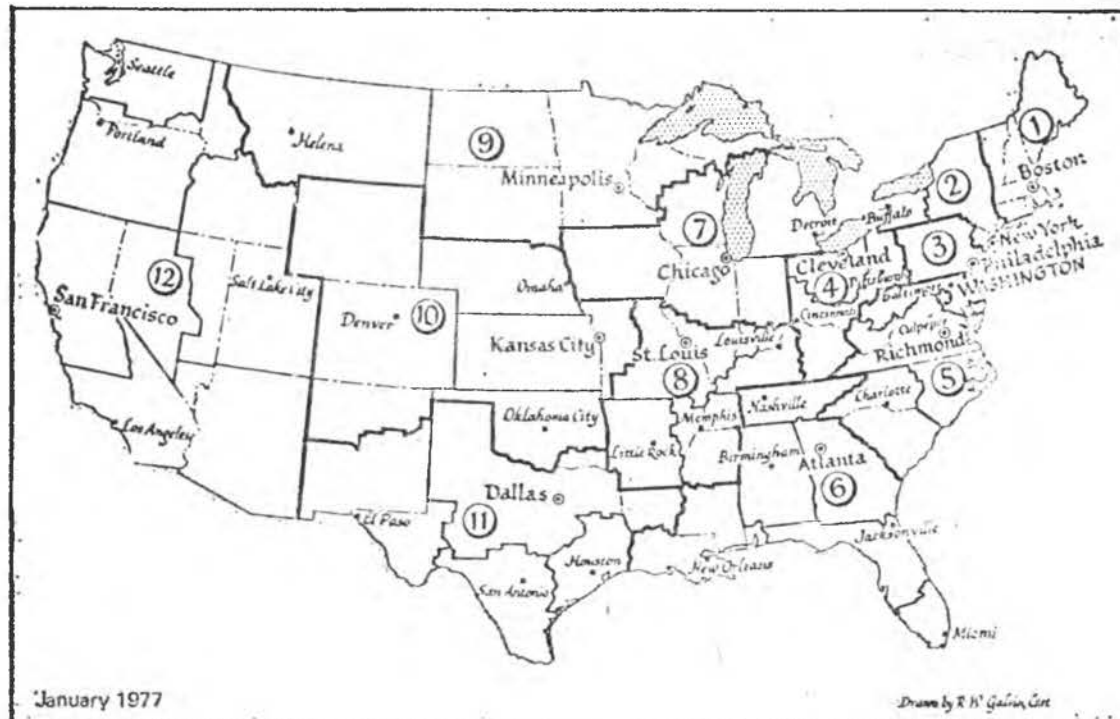 Seattle
Portland
Helena
9
Minneapolis
1
Boston
2
Buffalo
Detroit
7
3
New York
Philadelphia
Chicago
Cleveland
4
Pittsburgh
Baltimore
WASHINGTON
Cincinnati
12
Salt Lake City
Omaha
San Francisco
Denver
10
Kansas City
St. Louis
Louisville
Culpeper
Richmond
8
5
Los Angeles
Oklahoma City
Memphis
Nashville
Charlotte
Little Rock
Birmingham
Atlanta
6
Dallas
11
El Paso
Jacksonville
Houston
New Orleans
San Antonio
Miami
January 1977
Drawn by R. W. Galvin, Cart.